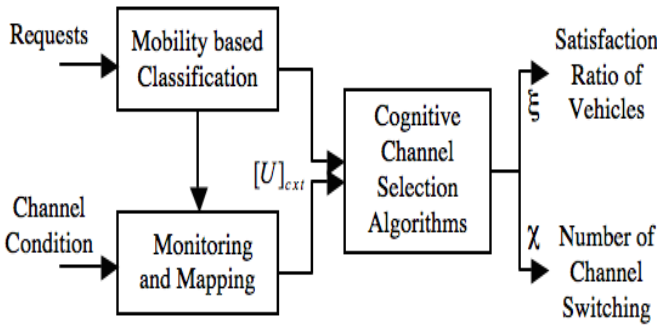 Requests
Mobility based
Classification
Channel
Condition
Monitoring
and Mapping
[U]cxt
Cognitive
Channel
Selection
Algorithms
Satisfaction
Ratio of
Vehicles
ξ
χ
Number of
Channel
Switching